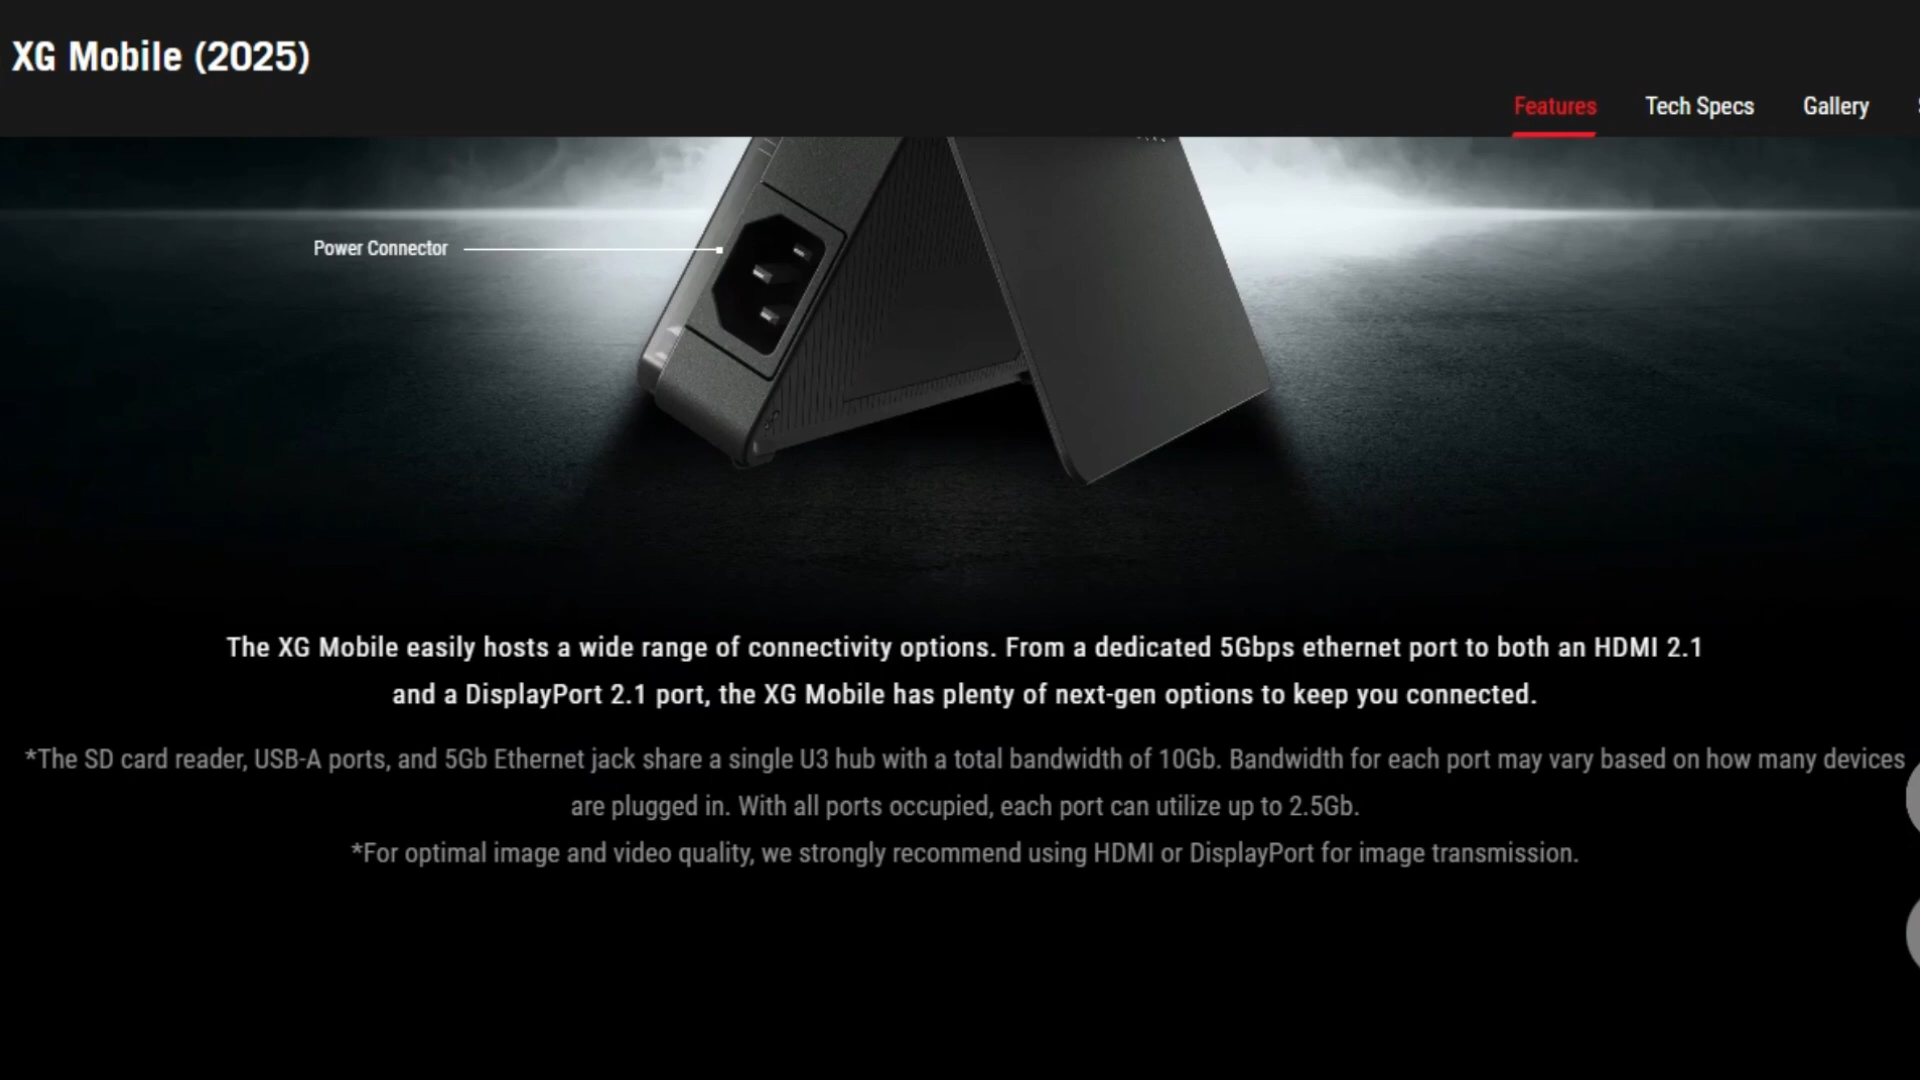 XG Mobile (2025)
Features
Tech Specs
Gallery
Power Connector
The XG Mobile easily hosts a wide range of connectivity options. From a dedicated 5Gbps ethernet port to both an HDMI 2.1
and a DisplayPort 2.1 port, the XG Mobile has plenty of next-gen options to keep you connected.
*The SD card reader, USB-A ports, and 5Gb Ethernet jack share a single U3 hub with a total bandwidth of 10Gb. Bandwidth for each port may vary based on how many devices
are plugged in. With all ports occupied, each port can utilize up to 2.5Gb.
*For optimal image and video quality, we strongly recommend using HDMI or DisplayPort for image transmission.